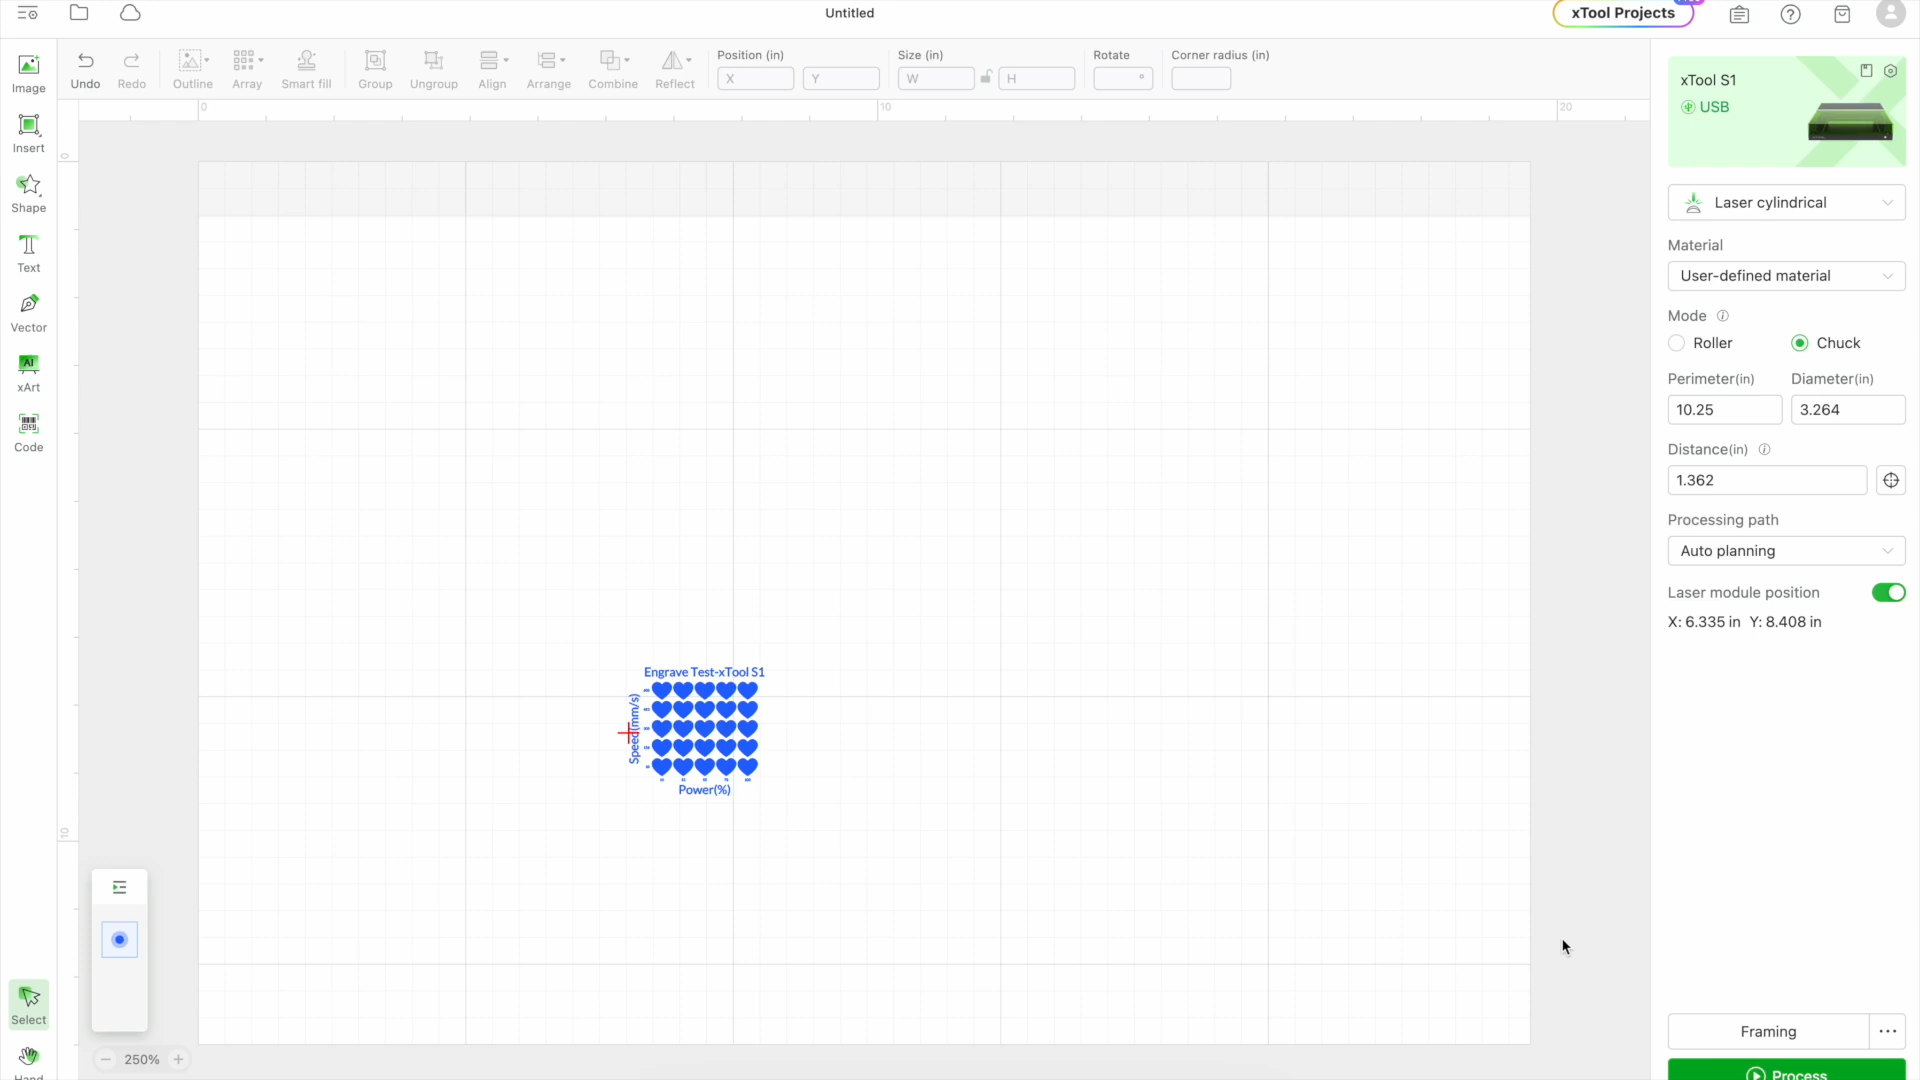 Untitled
xTool Projects
Undo
Redo
Outline
Array
Smart fill
Group
Ungroup
Align
Arrange
Combine
Reflect
Position (in)
X
Y
Size (in)
W
H
Rotate
°
Corner radius (in)
Image
Insert
Shape
Text
Vector
AI
xArt
Code
Select
0
10
20
0
10
Engrave Test-xTool S1
Speed(mm/s)
Power(%)
250%
xTool S1
USB
Laser cylindrical
Material
User-defined material
Mode
Roller
Chuck
Perimeter(in)
Diameter(in)
10.25
3.264
Distance(in)
1.362
Processing path
Auto planning
Laser module position
X: 6.335 in Y: 8.408 in
Framing
Process